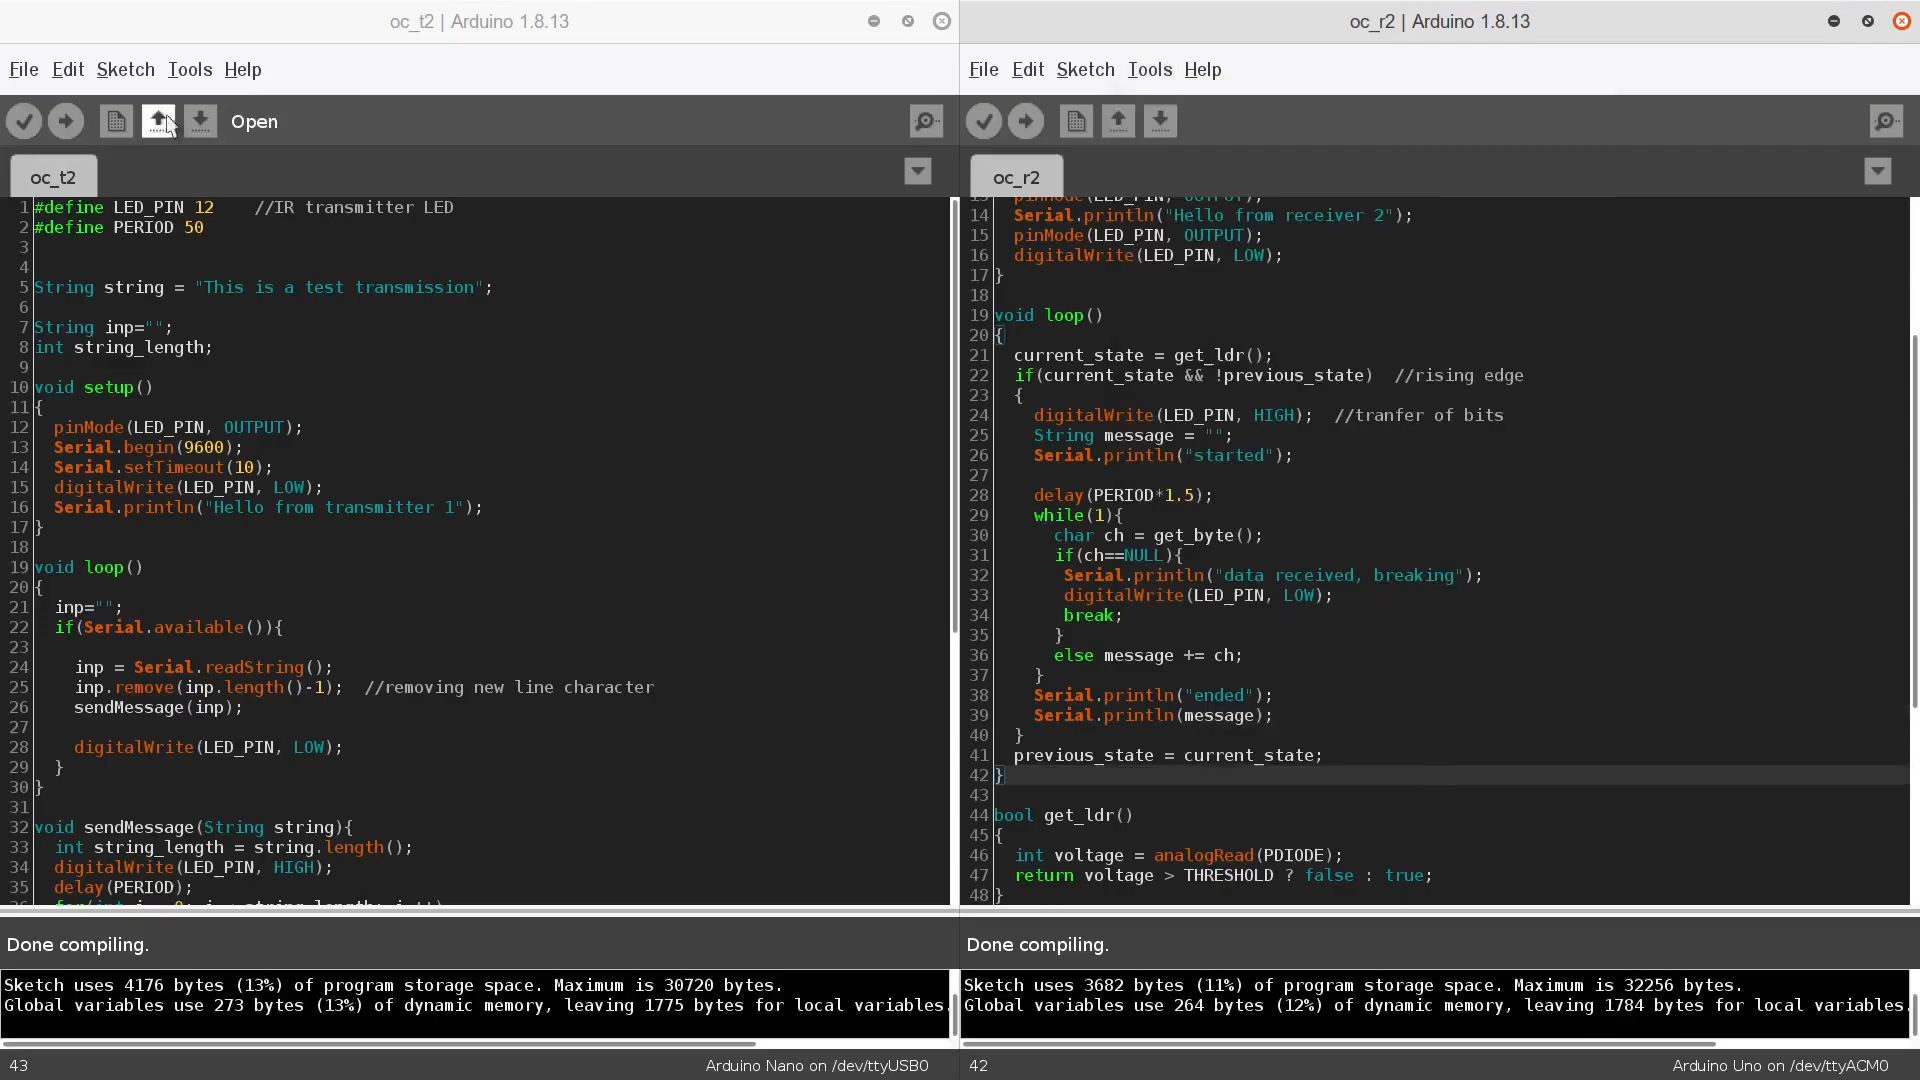 oc_t2 | Arduino 1.8.13
File Edit Sketch Tools Help
Open
oc_t2
1 #define LED_PIN 12    //IR transmitter LED
2 #define PERIOD 50
3
4
5 String string = "This is a test transmission";
6
7 String inp="";
8 int string_length;
9
10 void setup()
11 {
12   pinMode(LED_PIN, OUTPUT);
13   Serial.begin(9600);
14   Serial.setTimeout(10);
15   digitalWrite(LED_PIN, LOW);
16   Serial.println("Hello from transmitter 1");
17 }
18
19 void loop()
20 {
21   inp="";
22   if(Serial.available()){
23
24     inp = Serial.readString();
25     inp.remove(inp.length()-1);  //removing new line character
26     sendMessage(inp);
27
28     digitalWrite(LED_PIN, LOW);
29   }
30 }
31
32 void sendMessage(String string){
33   int string_length = string.length();
34   digitalWrite(LED_PIN, HIGH);
35   delay(PERIOD);
Done compiling.
Sketch uses 4176 bytes (13%) of program storage space. Maximum is 30720 bytes.
Global variables use 273 bytes (13%) of dynamic memory, leaving 1775 bytes for local variables.
43
Arduino Nano on /dev/ttyUSB0
oc_r2 | Arduino 1.8.13
File Edit Sketch Tools Help
oc_r2
14   Serial.println("Hello from receiver 2");
15   pinMode(LED_PIN, OUTPUT);
16   digitalWrite(LED_PIN, LOW);
17 }
18
19 void loop()
20 {
21   current_state = get_ldr();
22   if(current_state && !previous_state)  //rising edge
23   {
24     digitalWrite(LED_PIN, HIGH);  //tranfer of bits
25     String message = "";
26     Serial.println("started");
27
28     delay(PERIOD*1.5);
29     while(1){
30       char ch = get_byte();
31       if(ch==NULL){
32        Serial.println("data received, breaking");
33        digitalWrite(LED_PIN, LOW);
34        break;
35       }
36       else message += ch;
37     }
38     Serial.println("ended");
39     Serial.println(message);
40   }
41   previous_state = current_state;
42 }
43
44 bool get_ldr()
45 {
46   int voltage = analogRead(PDIODE);
47   return voltage > THRESHOLD ? false : true;
48 }
Done compiling.
Sketch uses 3682 bytes (11%) of program storage space. Maximum is 32256 bytes.
Global variables use 264 bytes (12%) of dynamic memory, leaving 1784 bytes for local variables.
42
Arduino Uno on /dev/ttyACM0